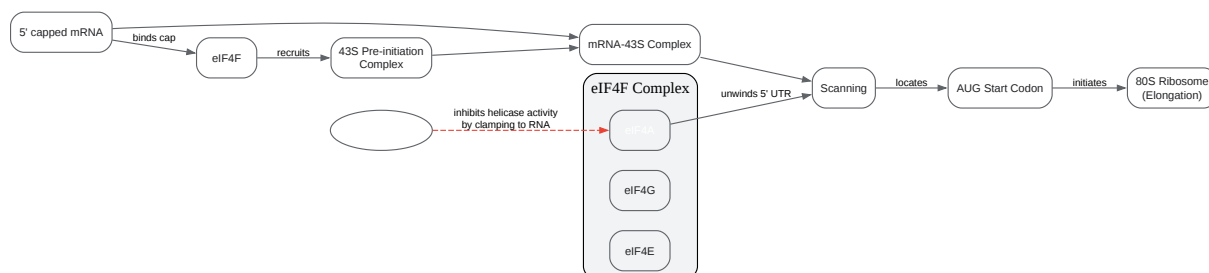 5' capped mRNA
binds cap
eIF4F
recruits
43S Pre-initiation
Complex
mRNA-43S Complex
eIF4F Complex
eIF4A
eIF4G
eIF4E
inhibits helicase activity
by clamping to RNA
unwinds 5' UTR
Scanning
locates
AUG Start Codon
initiates
80S Ribosome
(Elongation)